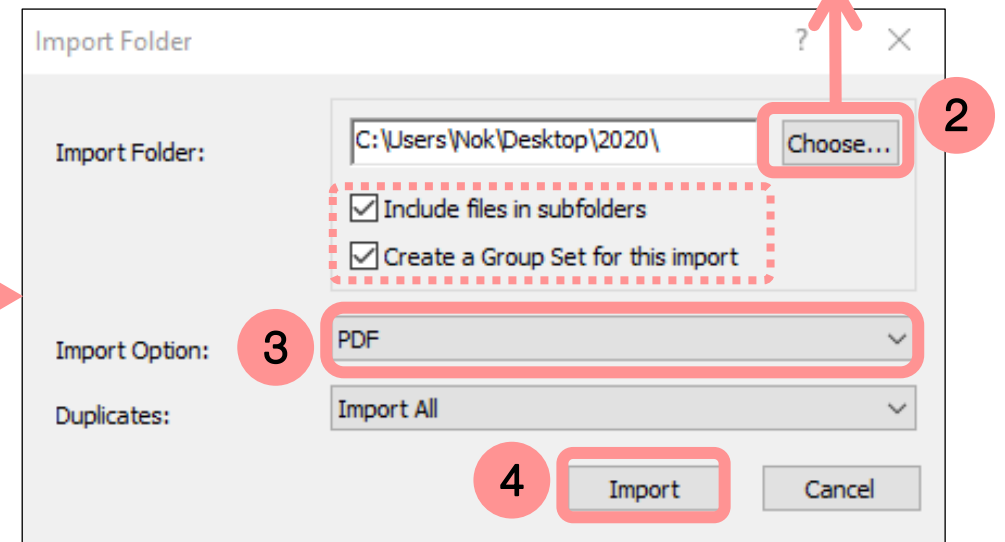 Import Folder
?
2
Import Folder:
C:\Users\Nok\Desktop\2020\
Choose...
Include files in subfolders
Create a Group Set for this import
Import Option:
3
PDF
Duplicates:
Import All
4
Import
Cancel